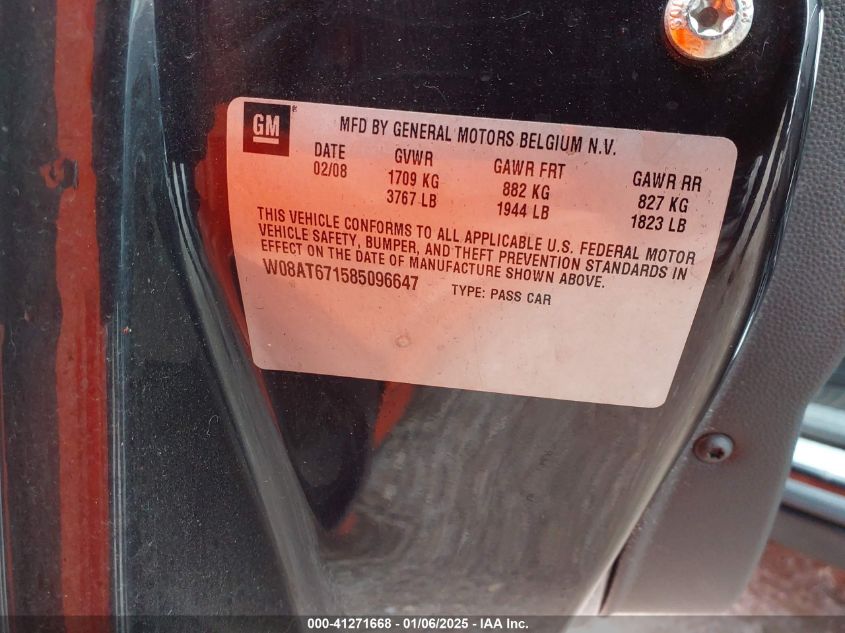 GM
MFD BY GENERAL MOTORS BELGIUM N.V.
DATE GVWR GAWR FRT GAWR RR
02/08 1709 KG 882 KG 827 KG
3767 LB 1944 LB 1823 LB
THIS VEHICLE CONFORMS TO ALL APPLICABLE U.S. FEDERAL MOTOR
VEHICLE SAFETY, BUMPER, AND THEFT PREVENTION STANDARDS IN
EFFECT ON THE DATE OF MANUFACTURE SHOWN ABOVE.
W08AT671585096647 TYPE: PASS CAR
000-41271668 - 01/06/2025 - IAA Inc.